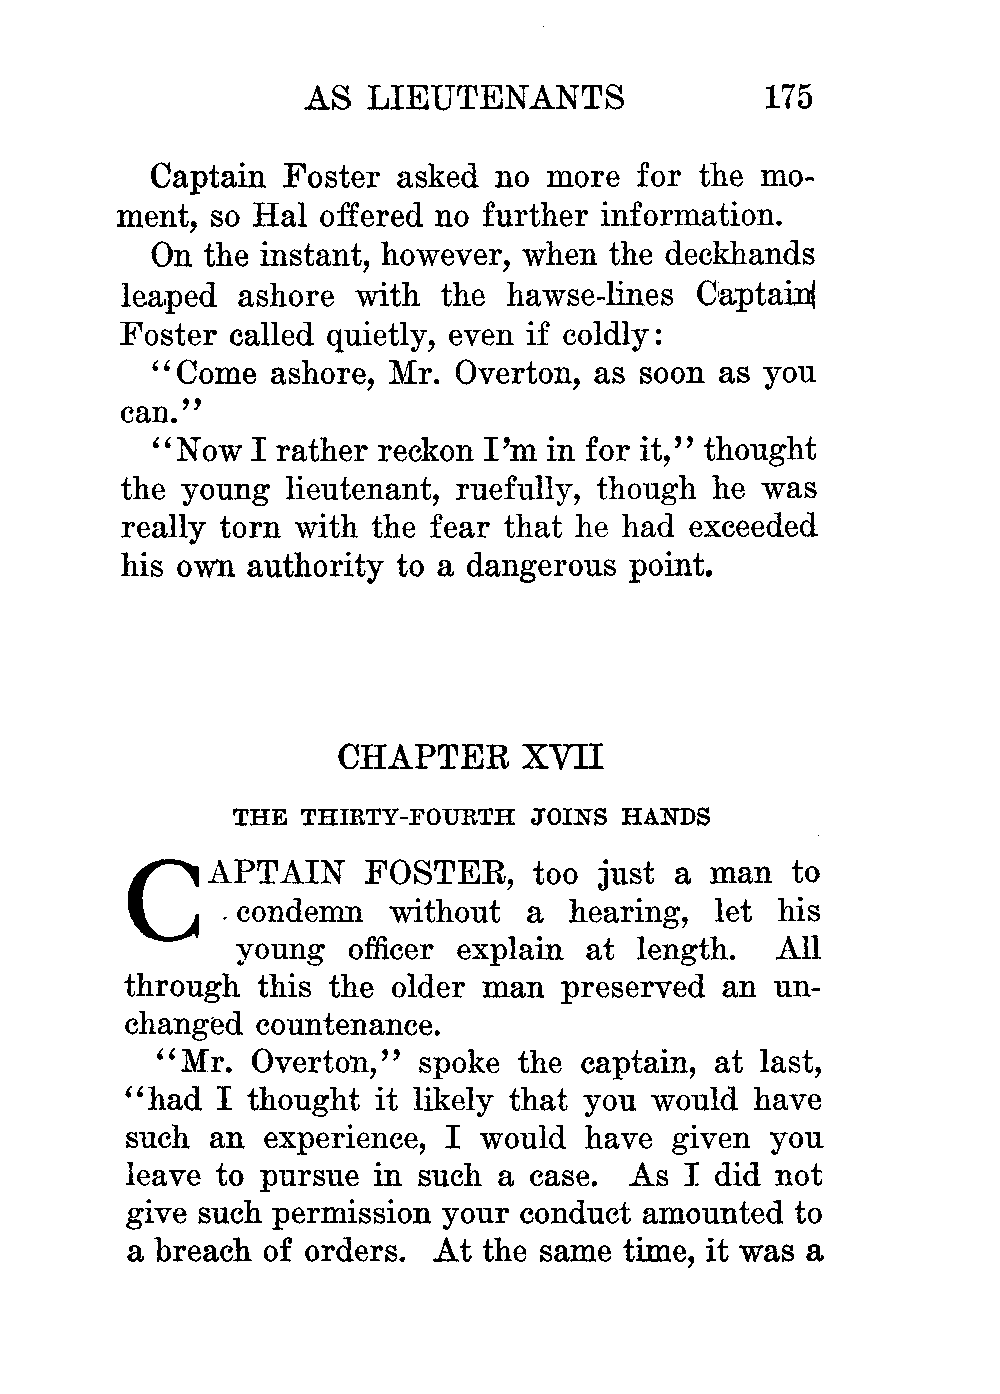 AS LIEUTENANTS 175
Captain Foster asked no more for the mo-
ment, so Hal offered no further information.
On the instant, however, when the deckhands
leaped ashore with the hawse-lines Captain
Foster called quietly, even if coldly:
"Come ashore, Mr. Overton, as soon as you
can."
"Now I rather reckon I'm in for it," thought
the young lieutenant, ruefully, though he was
really torn with the fear that he had exceeded
his own authority to a dangerous point.
CHAPTER XVII
THE THIRTY-FOURTH JOINS HANDS
CAPTAIN FOSTER, too just a man to
condemn without a hearing, let his
young officer explain at length. All
through this the older man preserved an un-
changed countenance.
"Mr. Overton," spoke the captain, at last,
"had I thought it likely that you would have
such an experience, I would have given you
leave to pursue in such a case. As I did not
give such permission your conduct amounted to
a breach of orders. At the same time, it was a